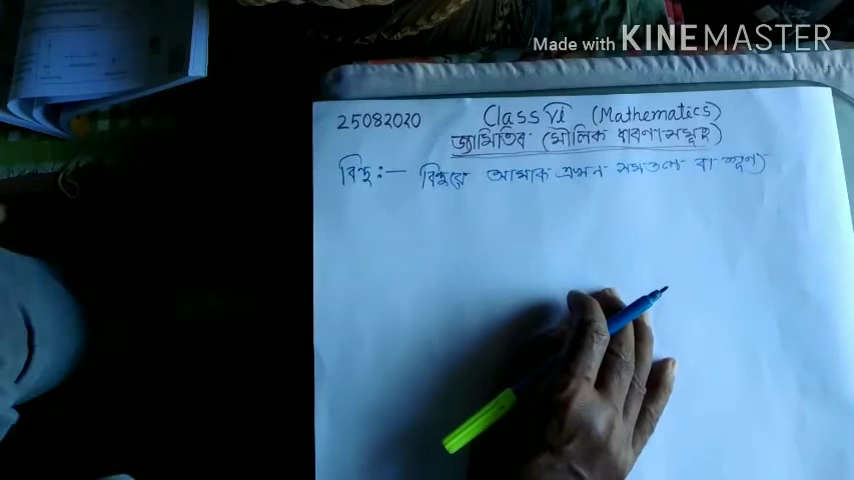 Made with KINEMASTER
25082020 Class VI (Mathematics)
জ্যামিতিৰ (মৌলিক ধাৰণাসমূহ)
বিন্দু :— বিন্দুৱে আমাক এখন সমতল বা শূন্য